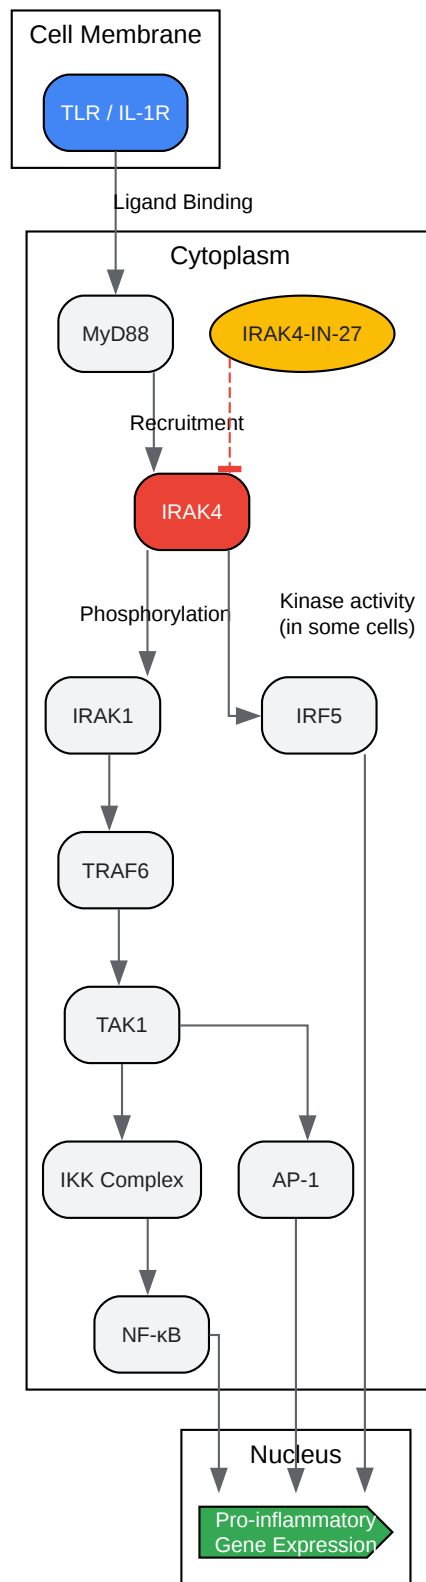 Cell Membrane
TLR / IL-1R
Ligand Binding
Cytoplasm
MyD88
IRAK4-IN-27
Recruitment
IRAK4
Phosphorylation
Kinase activity
(in some cells)
IRAK1
IRF5
TRAF6
TAK1
IKK Complex
AP-1
NF-κB
Nucleus
Pro-inflammatory
Gene Expression